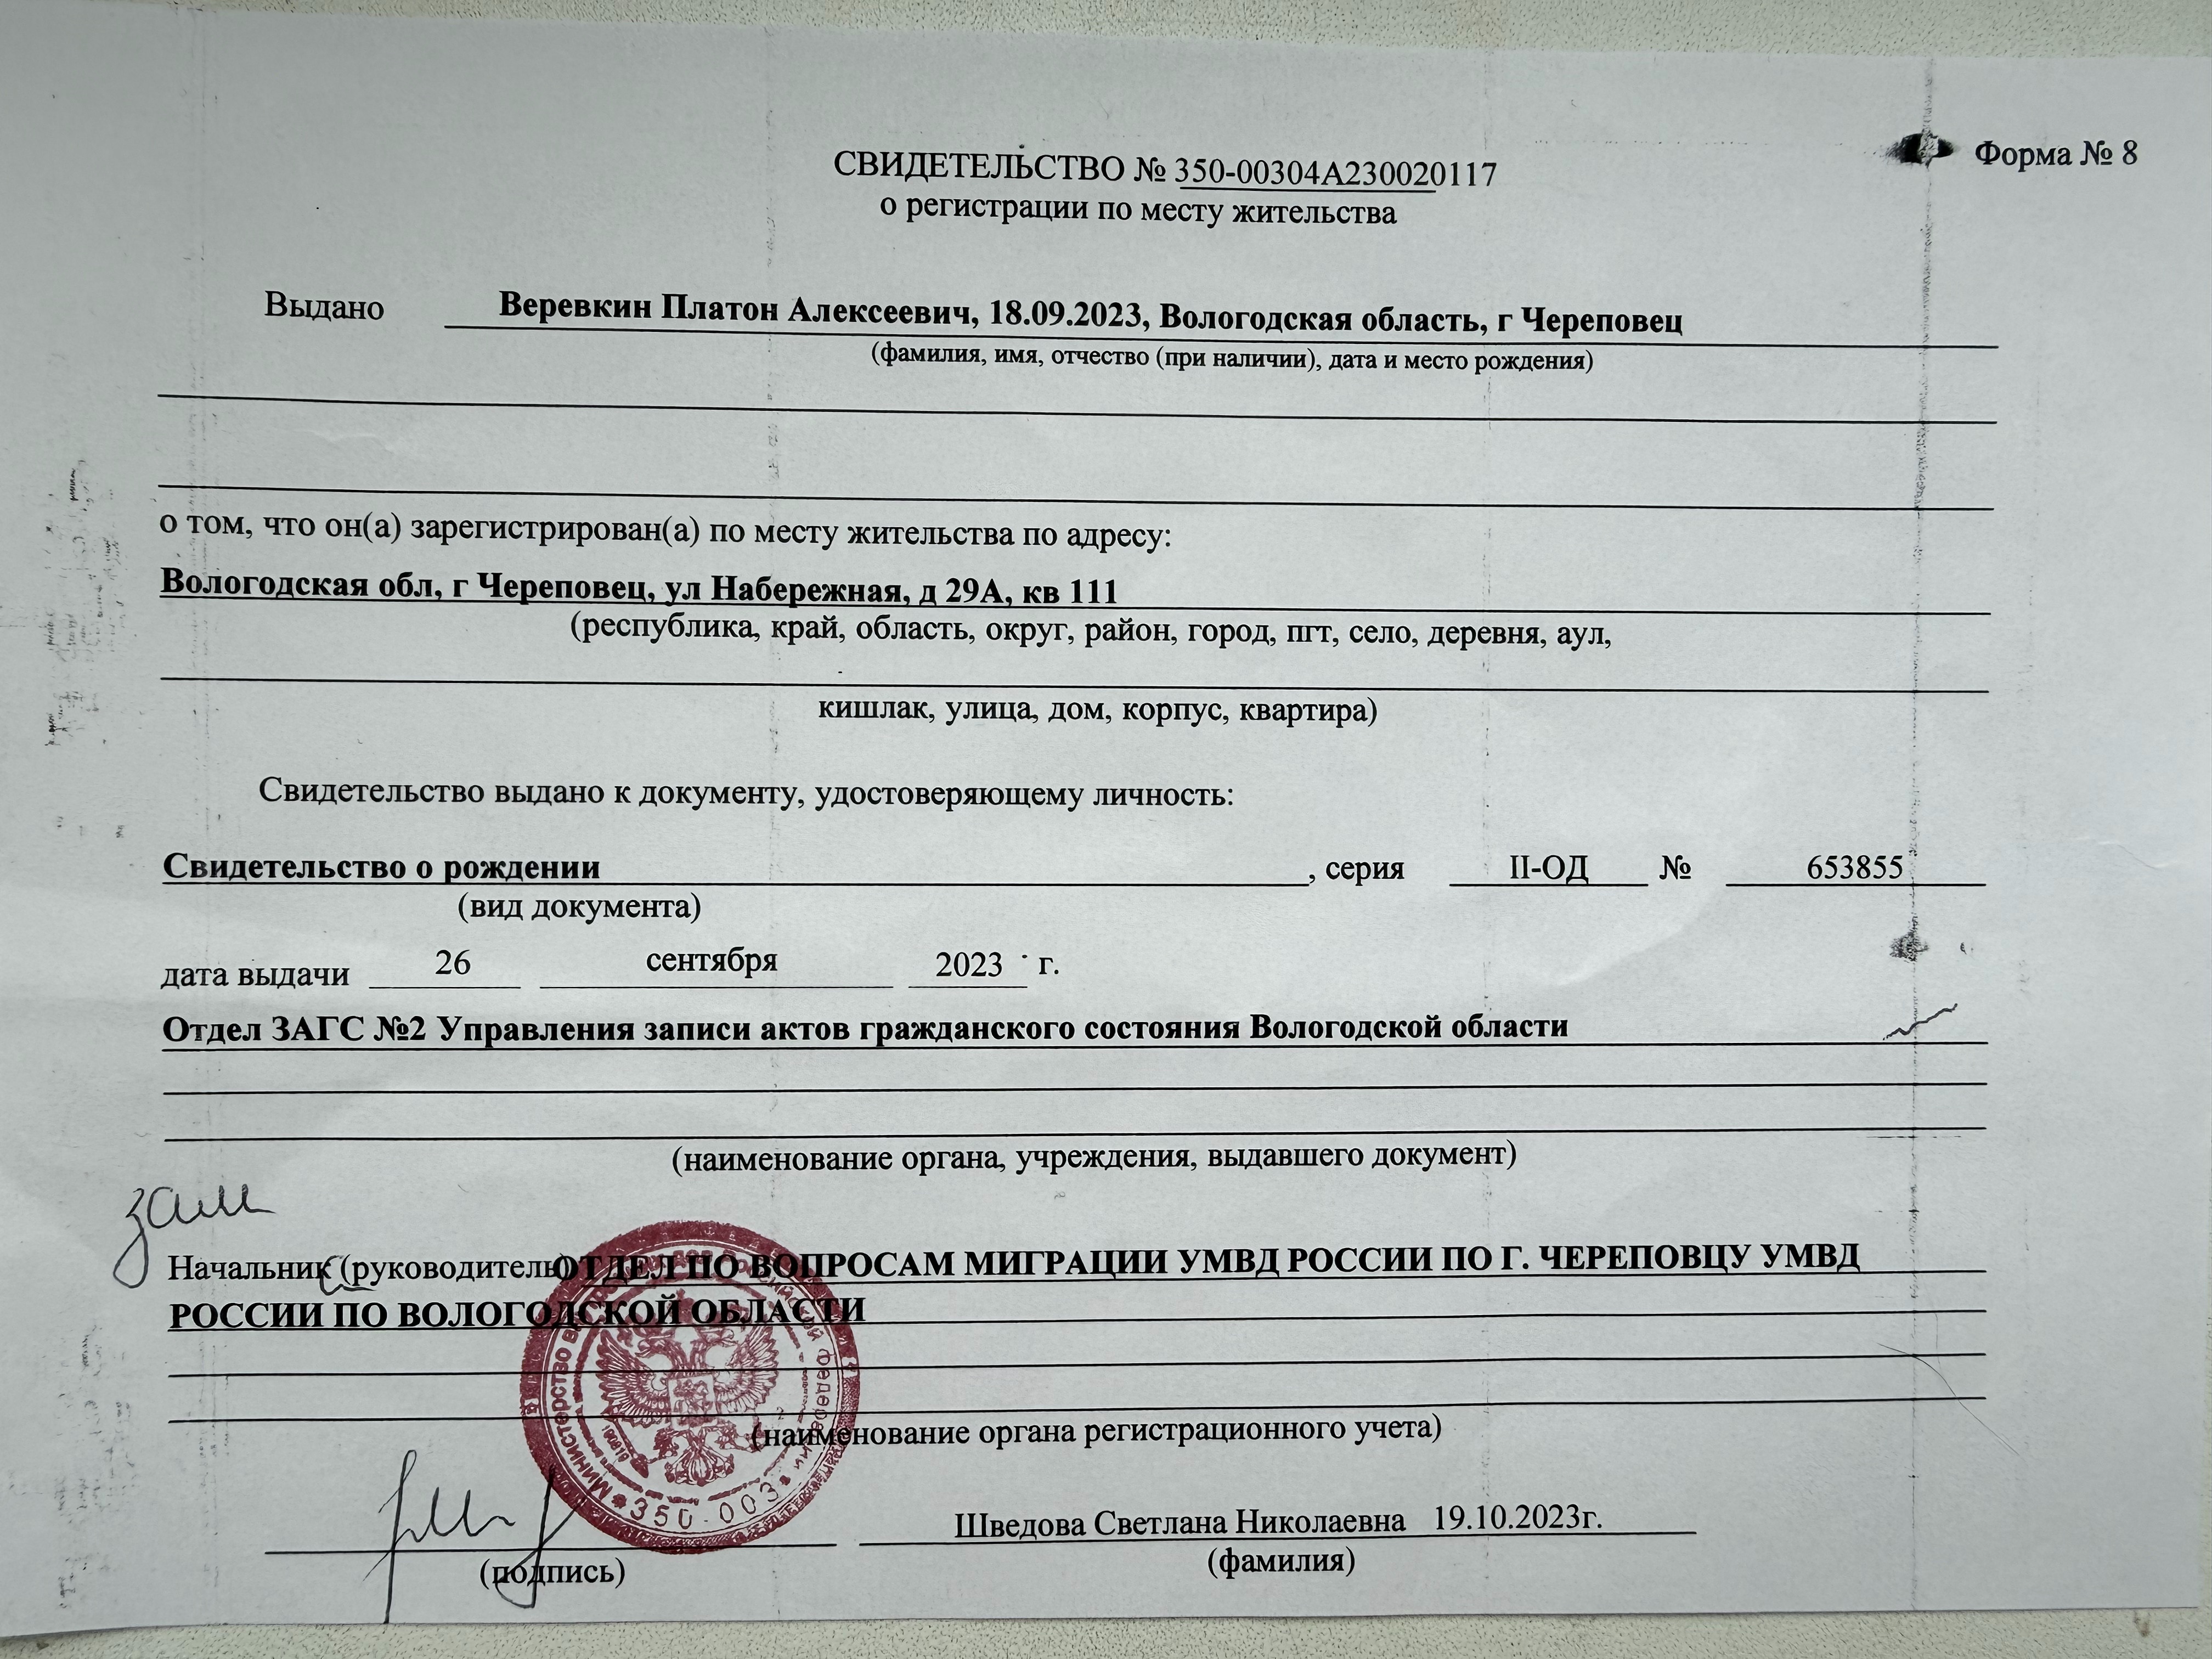 Форма № 8
СВИДЕТЕЛЬСТВО № 350-00304А230020117
о регистрации по месту жительства
Выдано Веревкин Платон Алексеевич, 18.09.2023, Вологодская область, г Череповец
(фамилия, имя, отчество (при наличии), дата и место рождения)
о том, что он(а) зарегистрирован(а) по месту жительства по адресу:
Вологодская обл, г Череповец, ул Набережная, д 29А, кв 111
(республика, край, область, округ, район, город, пгт, село, деревня, аул,
кишлак, улица, дом, корпус, квартира)
Свидетельство выдано к документу, удостоверяющему личность:
Свидетельство о рождении , серия II-ОД № 653855
(вид документа)
дата выдачи 26 сентября 2023 г.
Отдел ЗАГС №2 Управления записи актов гражданского состояния Вологодской области
(наименование органа, учреждения, выдавшего документ)
зам
Начальник (руководитель) ОТДЕЛ ПО ВОПРОСАМ МИГРАЦИИ УМВД РОССИИ ПО Г. ЧЕРЕПОВЦУ УМВД
РОССИИ ПО ВОЛОГОДСКОЙ ОБЛАСТИ
(наименование органа регистрационного учета)
Министерство Российской Федерации
350-003
Шведова Светлана Николаевна 19.10.2023г.
(подпись) (фамилия)